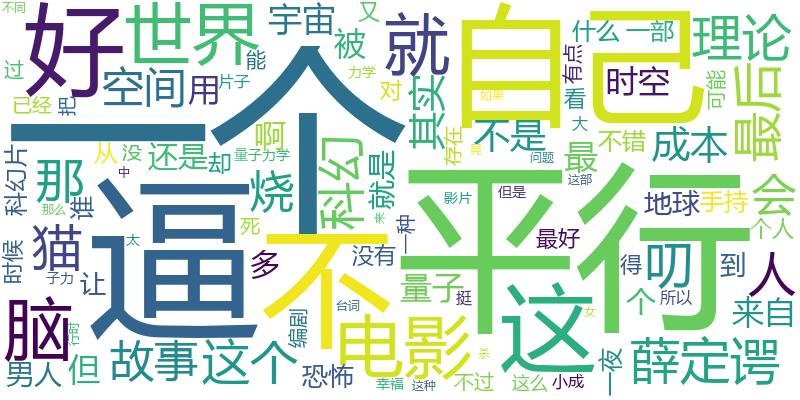 不同
又
过
好
世界
宇宙
被
能
就
自己
什么
一部
理论
有点
片子
力学
空间
用
对
时空
看
可能
已经
把
一个
其实
如果
大
最后
啊
科幻
不是
存在
不错
成本
从
没
还是
却
量子力学
最
晃
问题
科幻片
那
中
烧
就是
平行
会
谁
那么
逼
不
影片
但是
这部
地球
手持
死
来
个人
猫
太
多
没有
一种
最好
叨
到
人
时候
让
子力
量子
挺
得
所以
个
脑
电影
这
来自
编剧
台词
女
行剪
故事
这个
亲
薛定谔
一夜
男人
但
恐怖
幸福
这种
不过
这么
小成